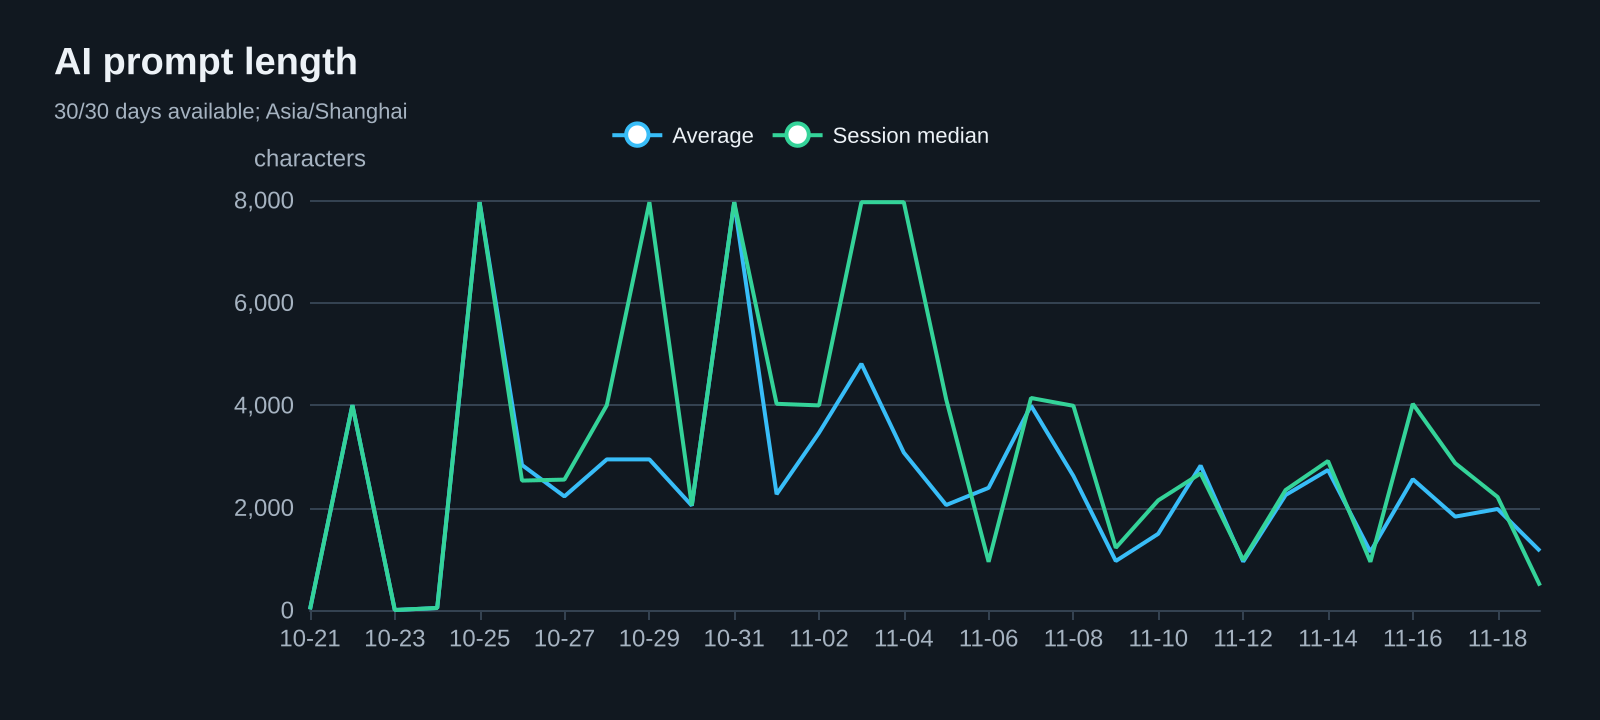 AI prompt length
30/30 days available; Asia/Shanghai
Average
Session median
characters
8,000
6,000
4,000
2,000
0
10-21 10-23 10-25 10-27 10-29 10-31 11-02 11-04 11-06 11-08 11-10 11-12 11-14 11-16 11-18